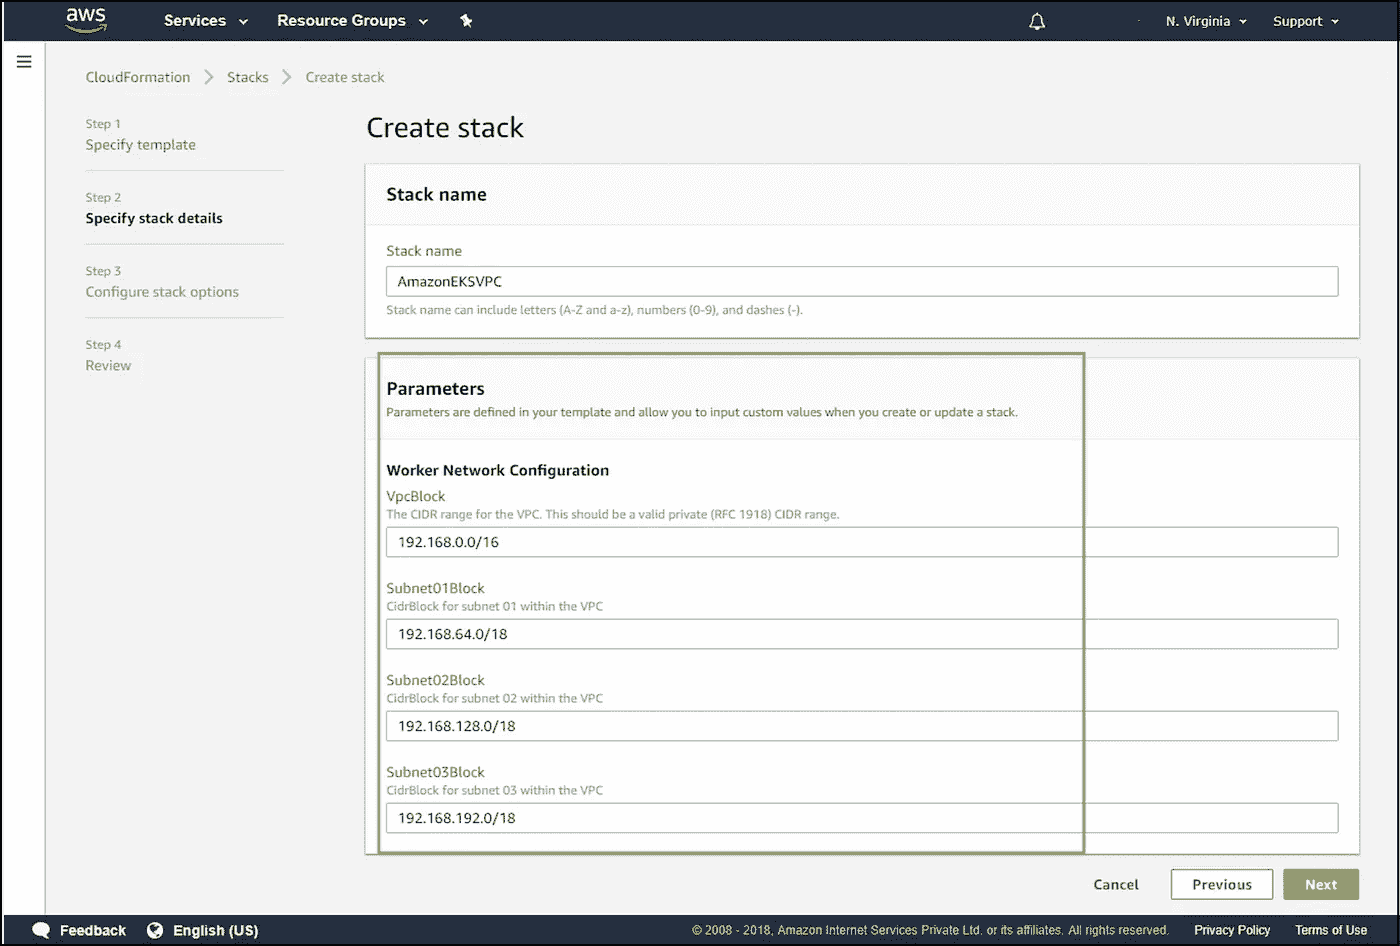 aws Services Resource Groups N. Virginia Support
CloudFormation Stacks Create stack
Step 1
Specify template
Step 2
Specify stack details
Step 3
Configure stack options
Step 4
Review
Create stack
Stack name
Stack name
AmazonEKSVPC
Stack name can include letters (A-Z and a-z), numbers (0-9), and dashes (-).
Parameters
Parameters are defined in your template and allow you to input custom values when you create or update a stack.
Worker Network Configuration
VpcBlock
The CIDR range for the VPC. This should be a valid private (RFC 1918) CIDR range.
192.168.0.0/16
Subnet01Block
CidrBlock for subnet 01 within the VPC
192.168.64.0/18
Subnet02Block
CidrBlock for subnet 02 within the VPC
192.168.128.0/18
Subnet03Block
CidrBlock for subnet 03 within the VPC
192.168.192.0/18
Cancel Previous Next
Feedback English (US) © 2008 - 2018, Amazon Internet Services Private Ltd. or its affiliates. All rights reserved. Privacy Policy Terms of Use